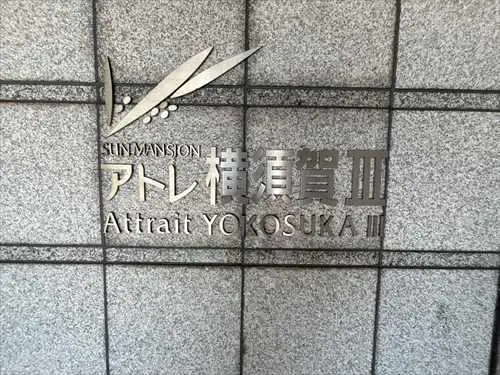 SUNMANSION
アトレ横須賀Ⅲ
Attrait YOKOSUKA Ⅲ